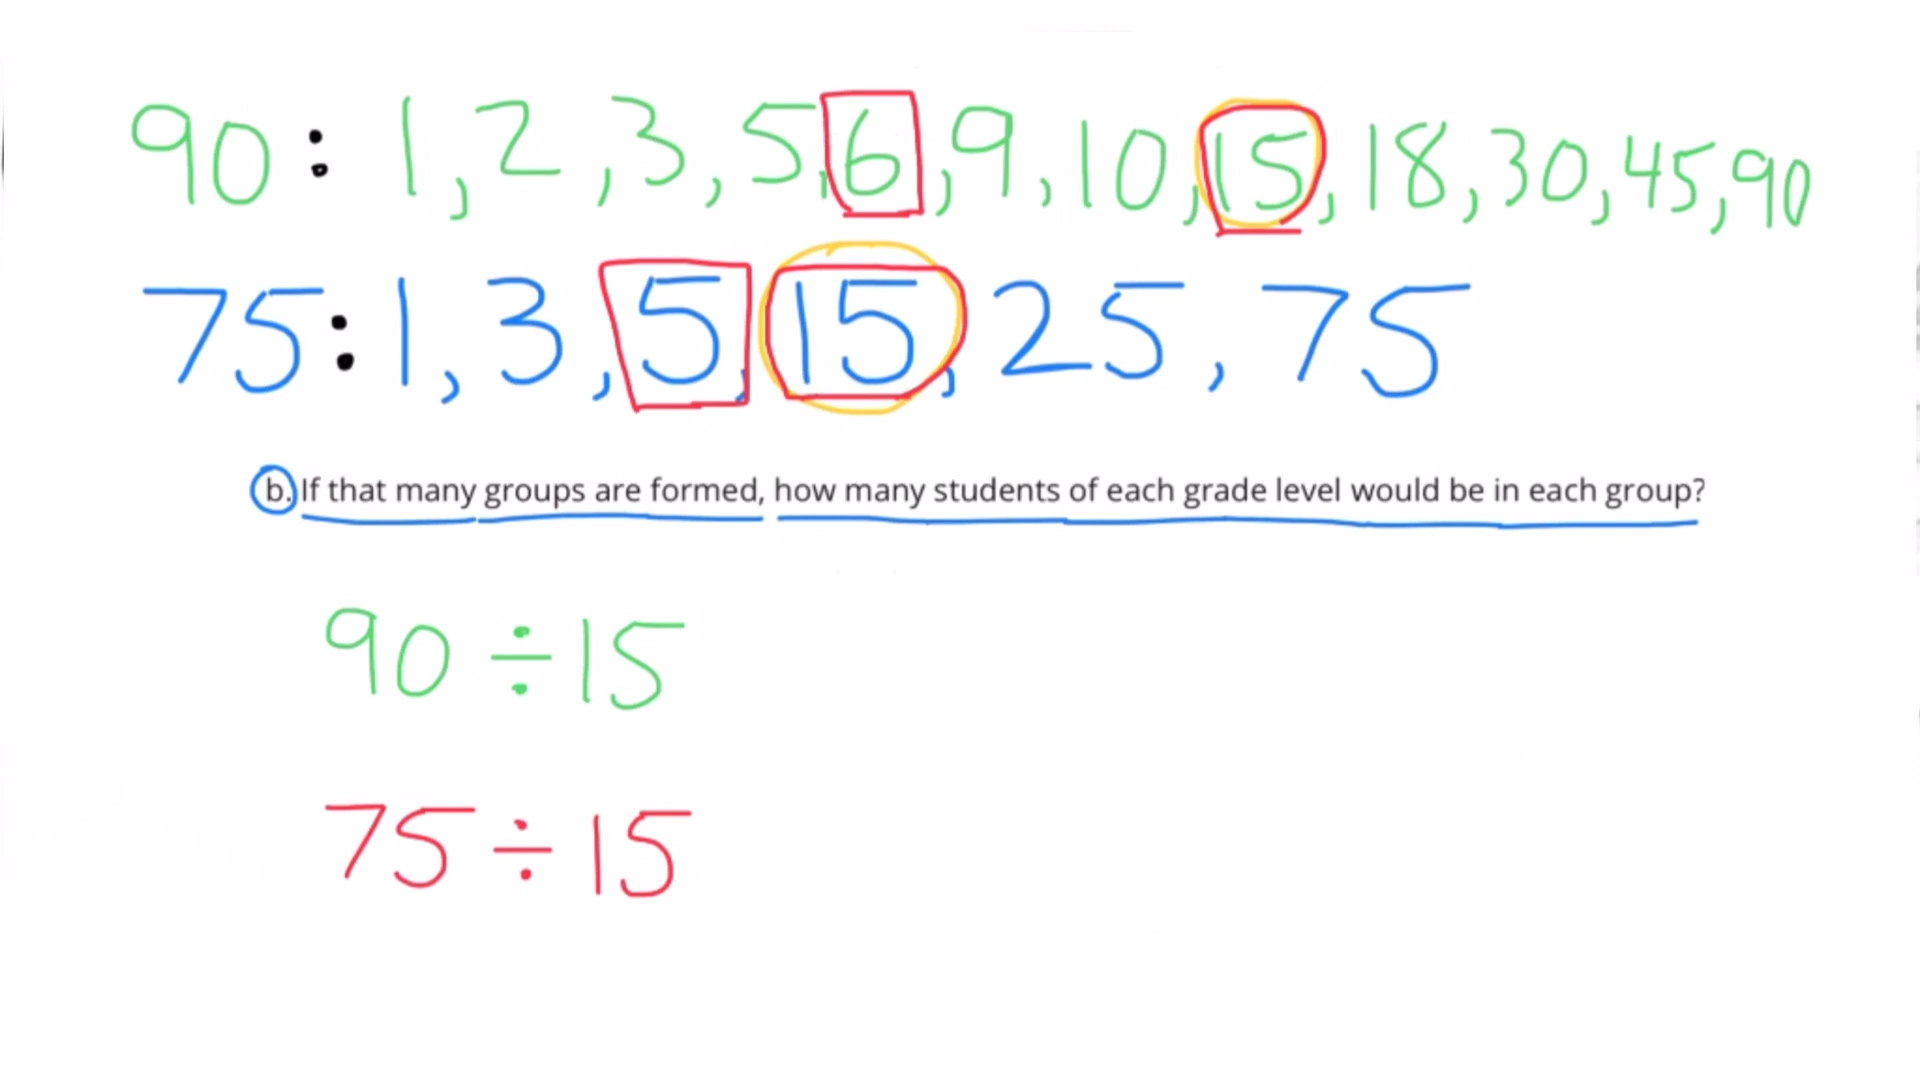 90 : 1, 2, 3, 5, 6, 9, 10, 15, 18, 30, 45, 90
75 : 1, 3, 5, 15, 25, 75
b. If that many groups are formed, how many students of each grade level would be in each group?
90 ÷ 15
75 ÷ 15